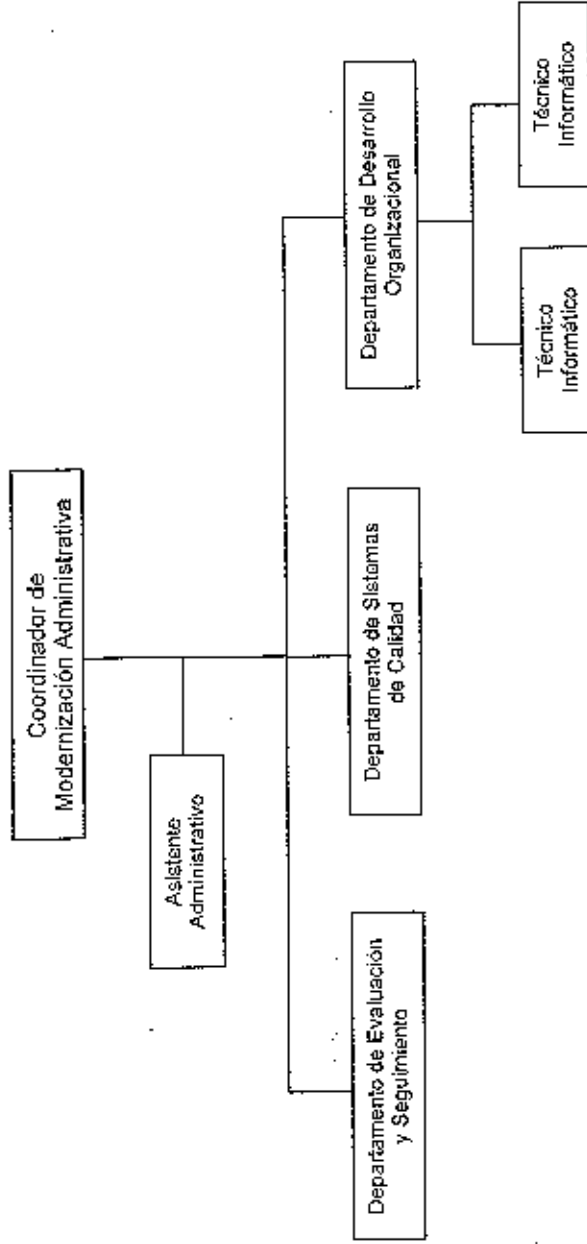 Coordinador de
Modernización Administrativa
Asistente
Administrativo
Departamento de Evaluación
y Seguimiento
Departamento de Sistomas
de Calidad
Departamento de Desarrollo
Organizacional
Técnico
Informático
Técnico
Informático